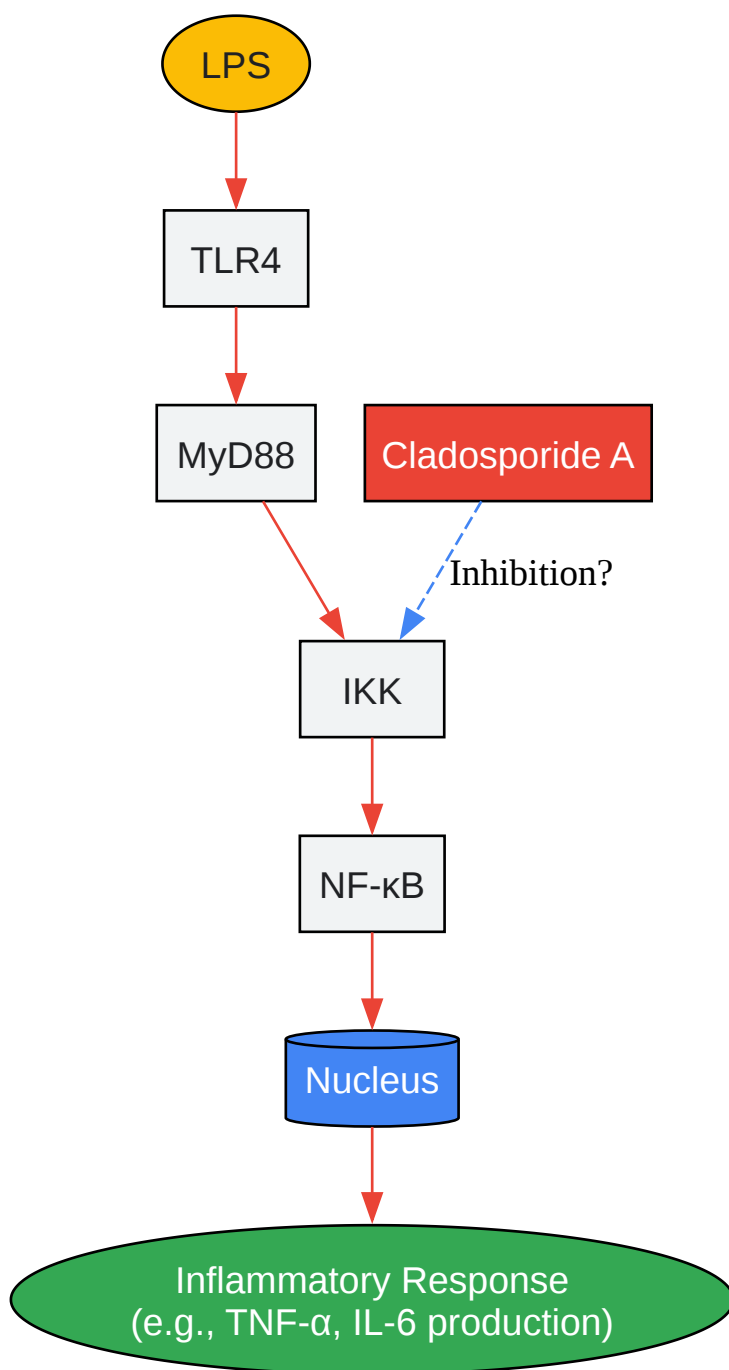 LPS
TLR4
MyD88
Cladosporide A
Inhibition?
IKK
NF-κB
Nucleus
Inflammatory Response
(e.g., TNF-α, IL-6 production)